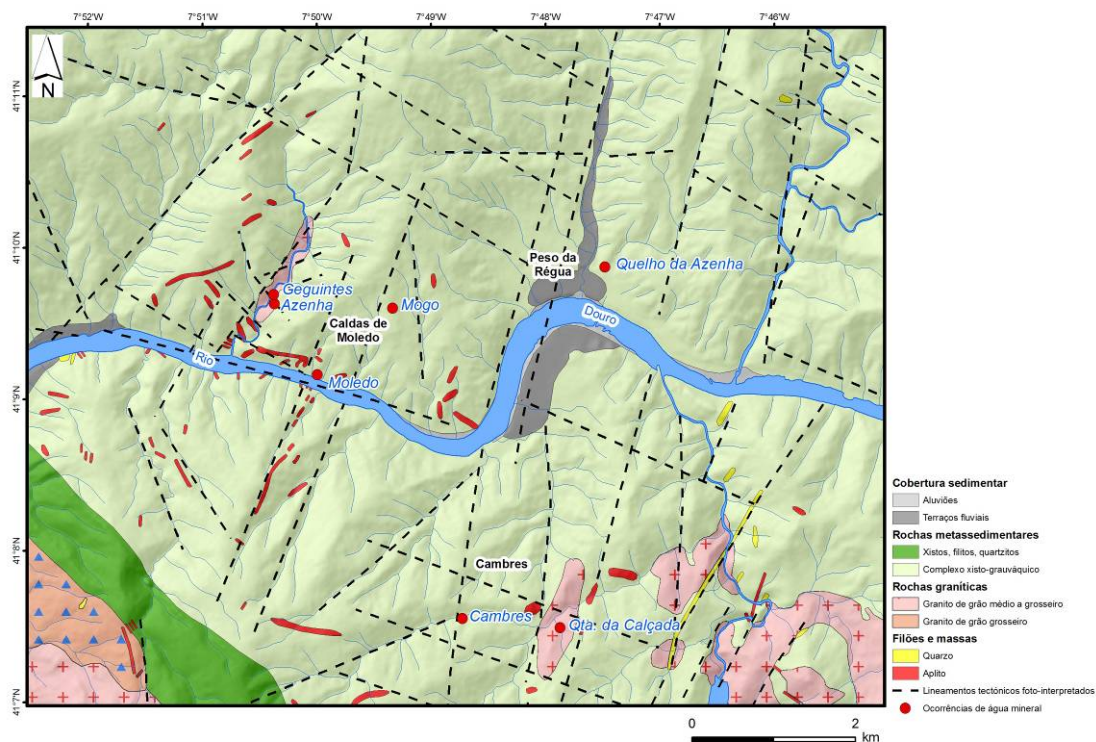 7°52'W
7°51'W
7°50'W
7°49'W
7°48'W
7°47'W
7°46'W
N
41°11'N
41°10'N
41°9'N
41°8'N
41°7'N
Peso da
Régua
Quelho da Azenha
Geguintes
Azenha
Mogo
Caldas de
Moledo
Douro
Rio
Moledo
Cambres
Cambres
Qta. da Calçada
Cobertura sedimentar
Aluviões
Terraços fluviais
Rochas metassedimentares
Xistos, filitos, quartzitos
Complexo xisto-grauváquico
Rochas graníticas
Granito de grão médio a grosseiro
Granito de grão grosseiro
Filões e massas
Quarzo
Aplito
Lineamentos tectónicos foto-interpretados
Ocorrências de água mineral
0 2
km